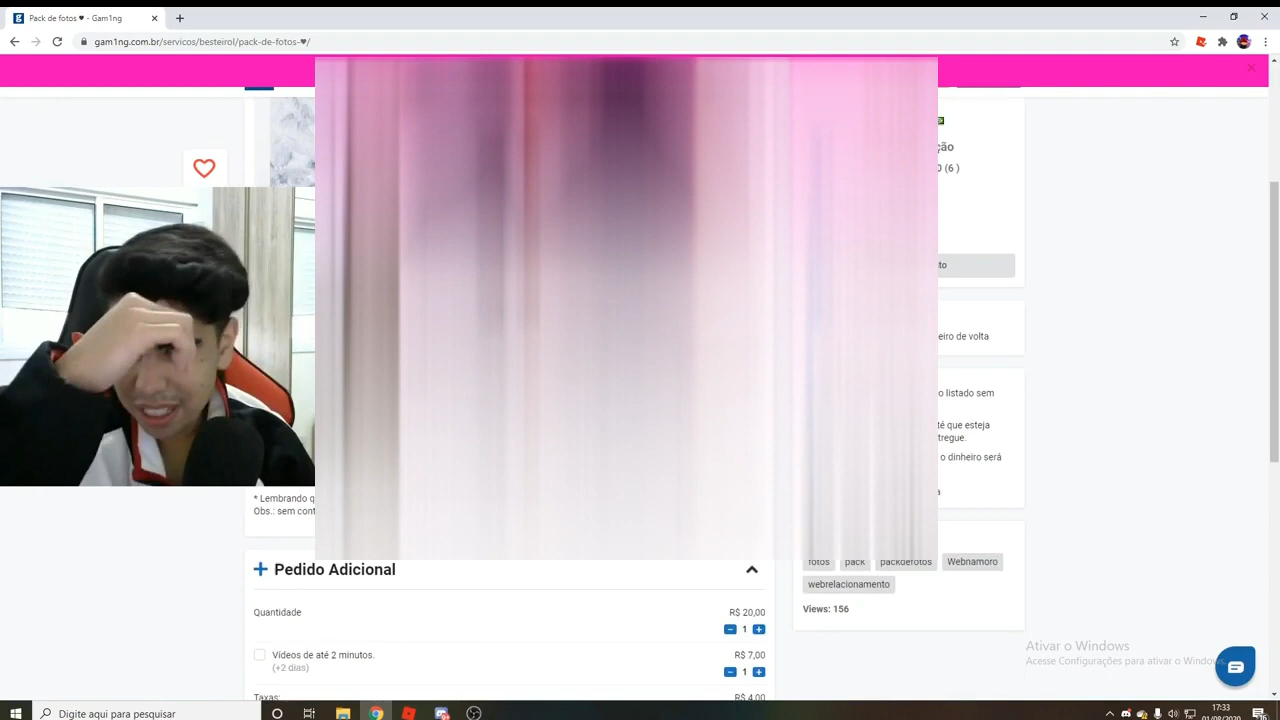 Pack de fotos ♥ - Gam1ng
gam1ng.com.br/servicos/besteirol/pack-de-fotos-♥/
ção
0 (6 )
to
eiro de volta
o listado sem
té que esteja
tregue.
o dinheiro será
a
* Lembrando q
Obs.: sem cont
Pedido Adicional
Quantidade R$ 20,00
1
Vídeos de até 2 minutos. R$ 7,00
(+2 dias)
1
Taxas: R$ 4,00
fotos pack packdefotos Webnamoro
webrelacionamento
Views: 156
Ativar o Windows
Acesse Configurações para ativar o Windows.
Digite aqui para pesquisar
17:33
01/08/2020